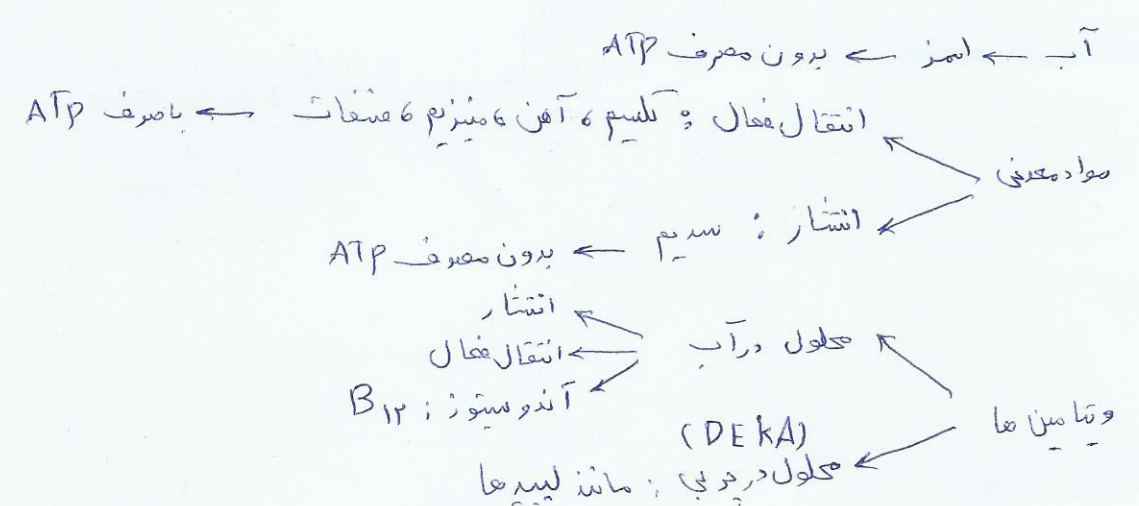 آب ← اسمز ← بدون مصرف ATP
انتقال فعال : کلسیم ، آهن ، منیزیم ، فسفات ← با صرف ATP
مواد معدنی
انتشار : سدیم ← بدون مصرف ATP
انتشار
محلول در آب ← انتقال فعال
آندوسیتوز : B۱۲
ویتامین ها
(DEKA)
محلول در چربی : مانند لیپیدها